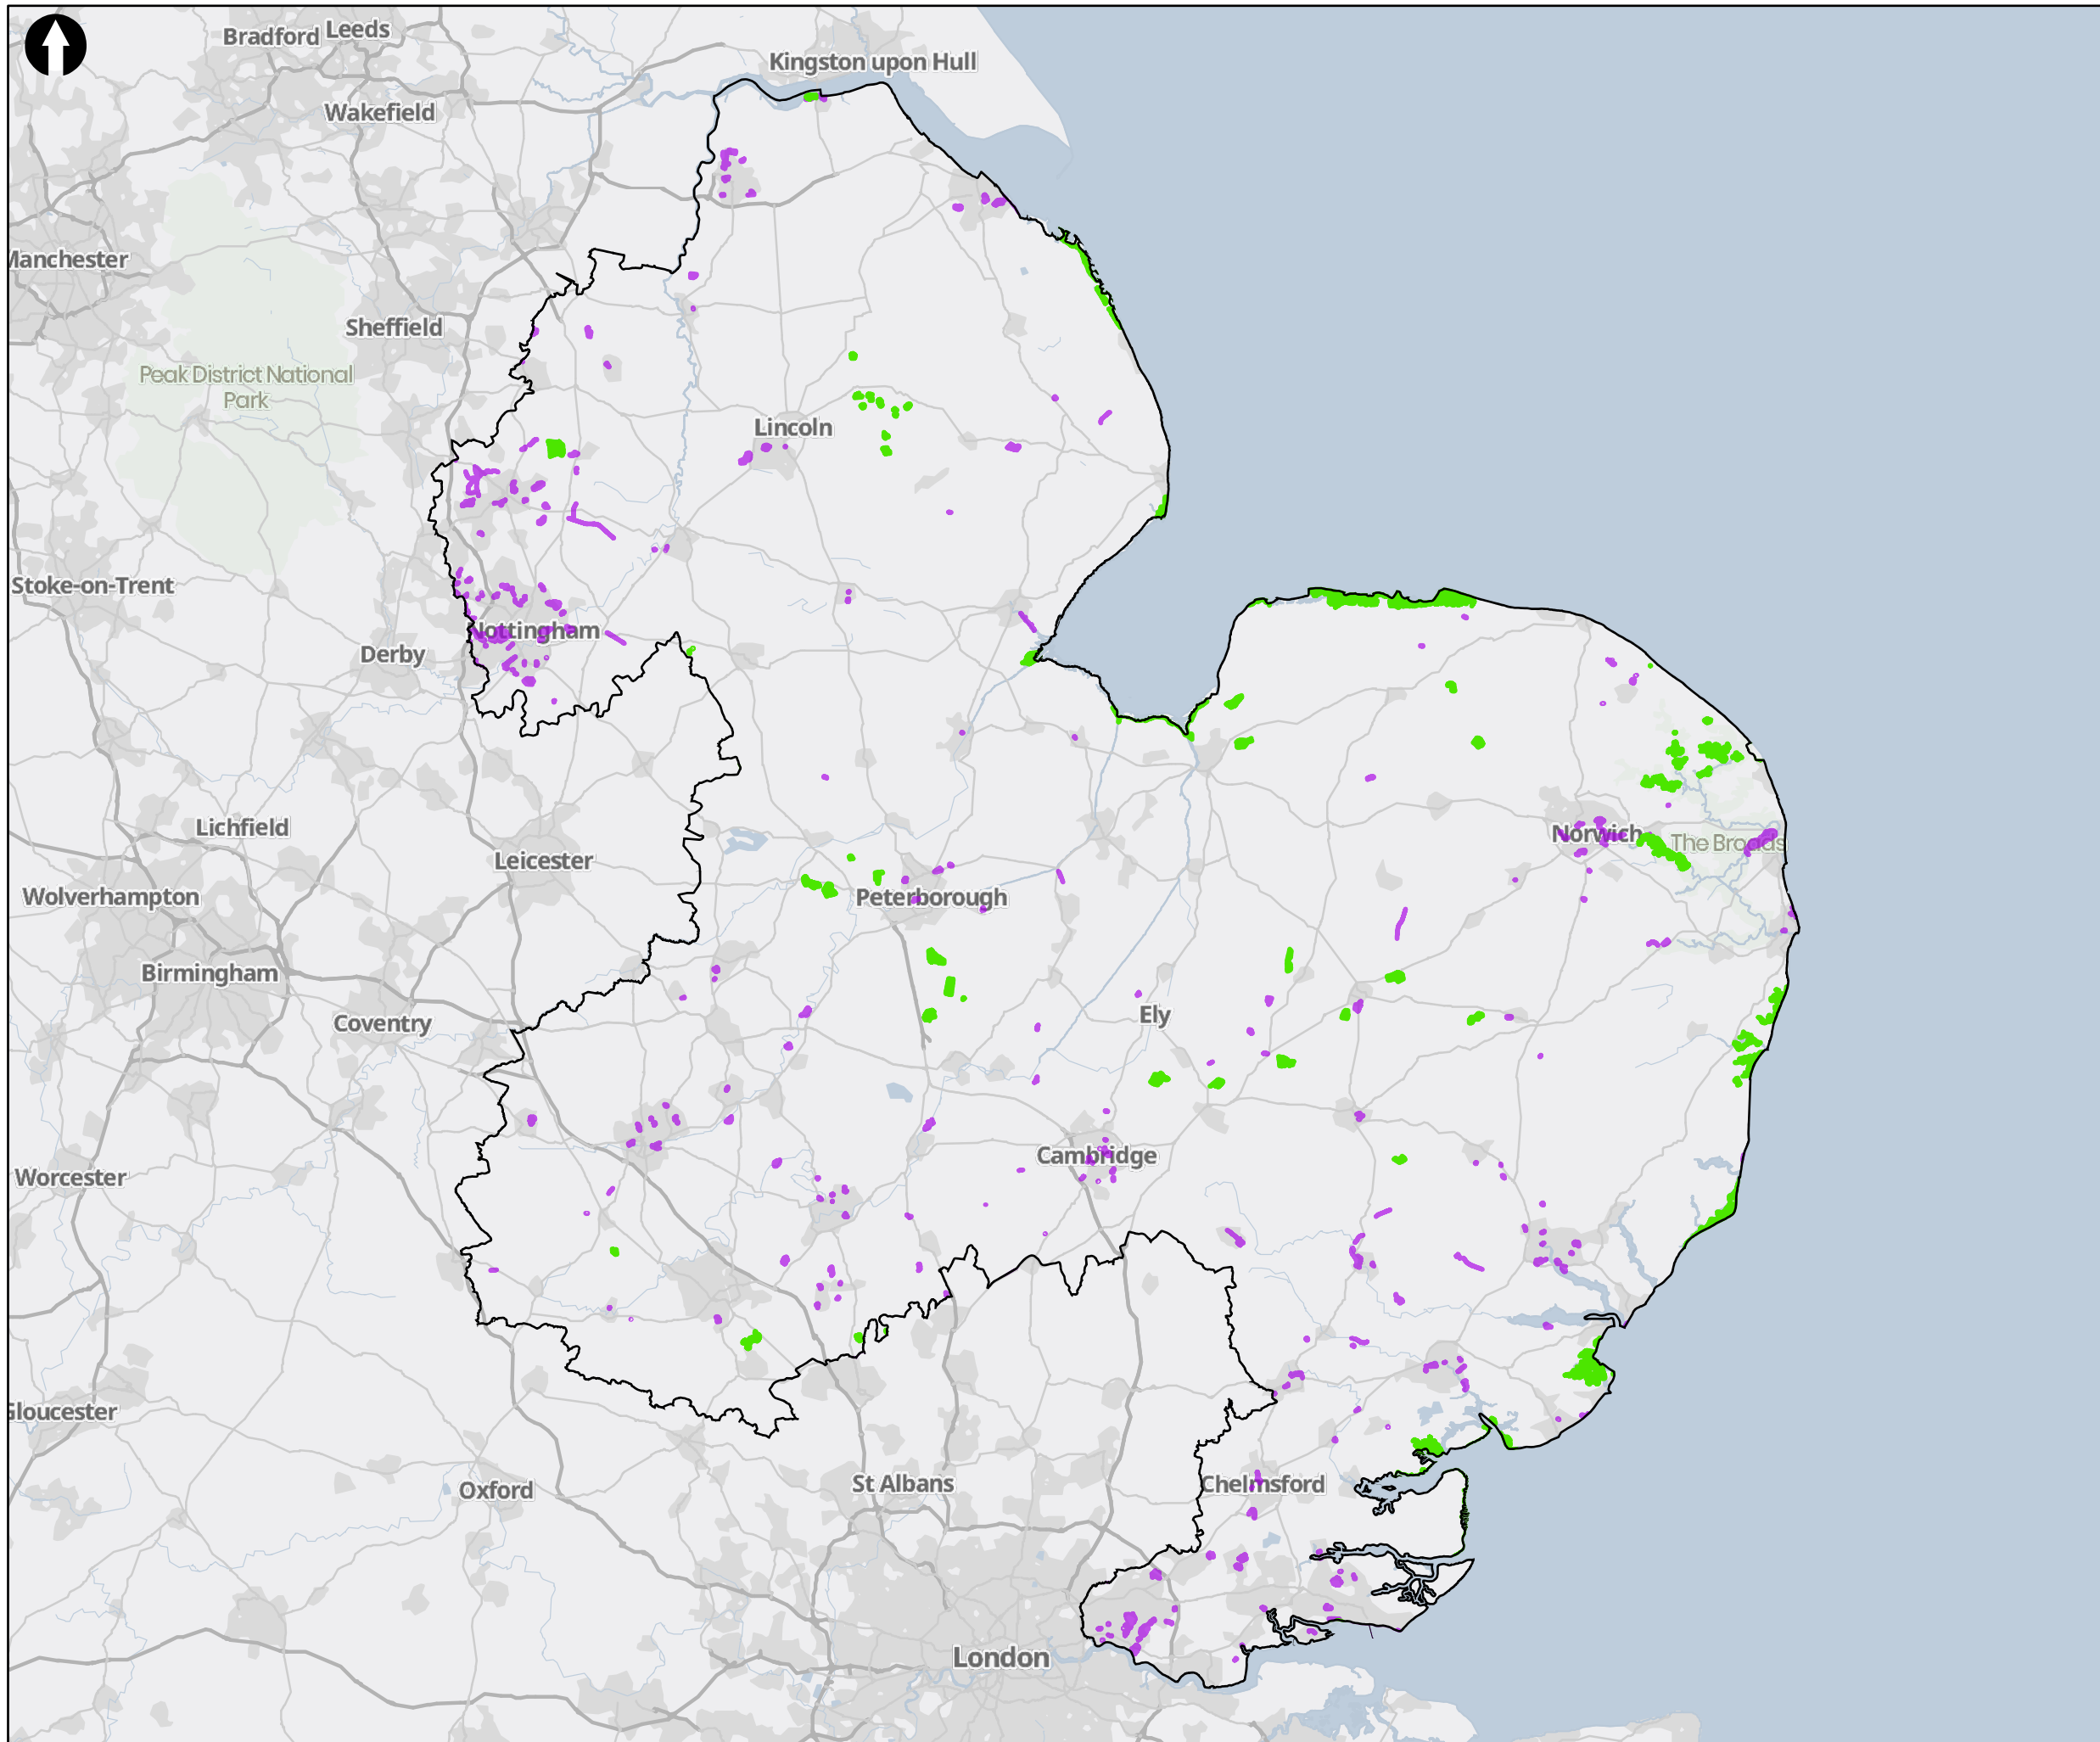 Bradford
Leeds
Kingston upon Hull
Wakefield
Manchester
Sheffield
Peak District National
Park
Lincoln
Stoke-on-Trent
Nottingham
Derby
Lichfield
Leicester
Norwich
The Broads
Wolverhampton
Peterborough
Birmingham
Coventry
Ely
Cambridge
Worcester
Gloucester
Oxford
St Albans
Chelmsford
London